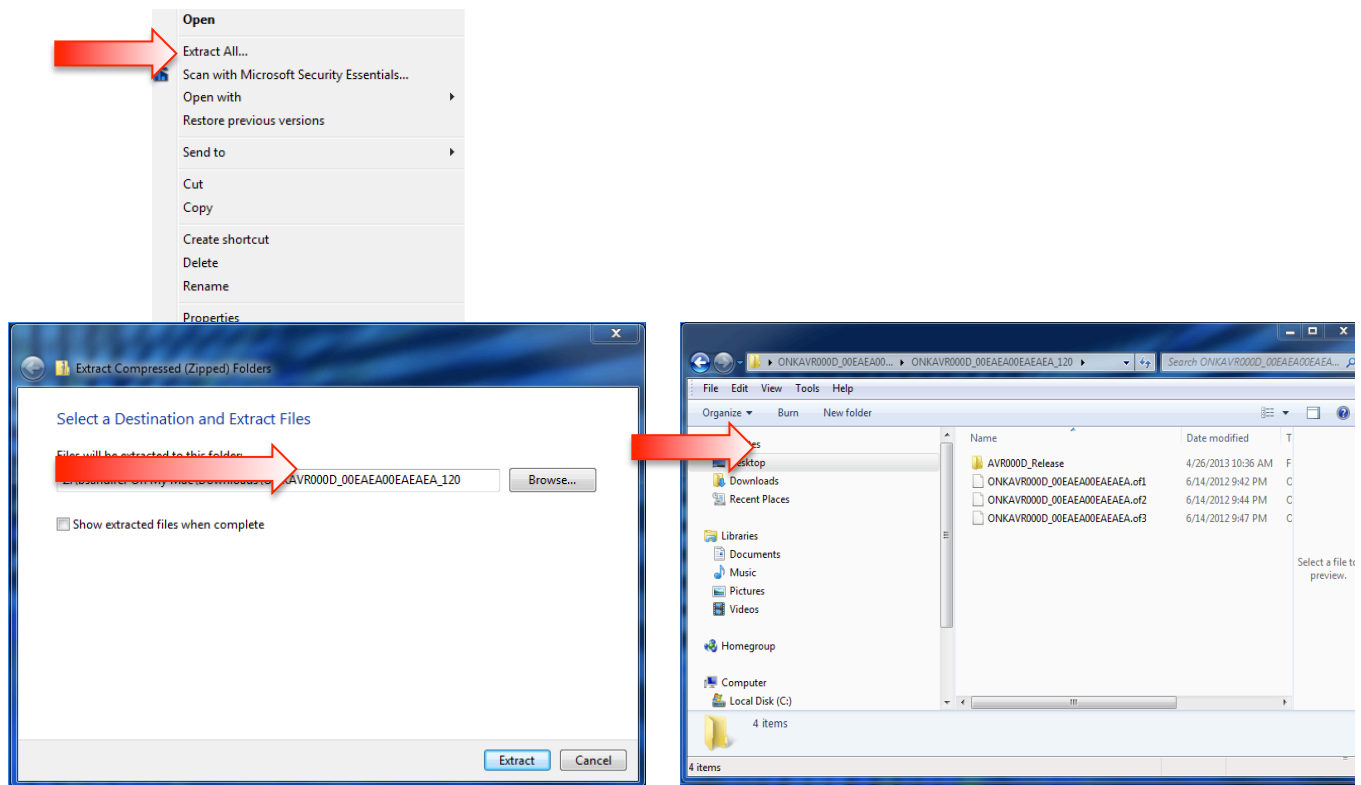 Open
Extract All...
Scan with Microsoft Security Essentials...
Open with
Restore previous versions
Send to
Cut
Copy
Create shortcut
Delete
Rename
Properties
Extract Compressed (Zipped) Folders
Select a Destination and Extract Files
Files will be extracted to this folder:
AVR000D_00EAEA00EAEAEA_120
Browse...
Show extracted files when complete
Extract
Cancel
ONKAVR000D_00EAEA00... ONKAVR000D_00EAEA00EAEAEA_120
Search ONKAVR000D_00EAEA00EAEA...
File Edit View Tools Help
Organize Burn New folder
Desktop
Downloads
Recent Places
Libraries
Documents
Music
Pictures
Videos
Homegroup
Computer
Local Disk (C:)
Name Date modified T
AVR000D_Release 4/26/2013 10:36 AM F
ONKAVR000D_00EAEA00EAEAEA.of1 6/14/2012 9:42 PM O
ONKAVR000D_00EAEA00EAEAEA.of2 6/14/2012 9:44 PM O
ONKAVR000D_00EAEA00EAEAEA.of3 6/14/2012 9:47 PM O
Select a file to
preview.
4 items
4 items